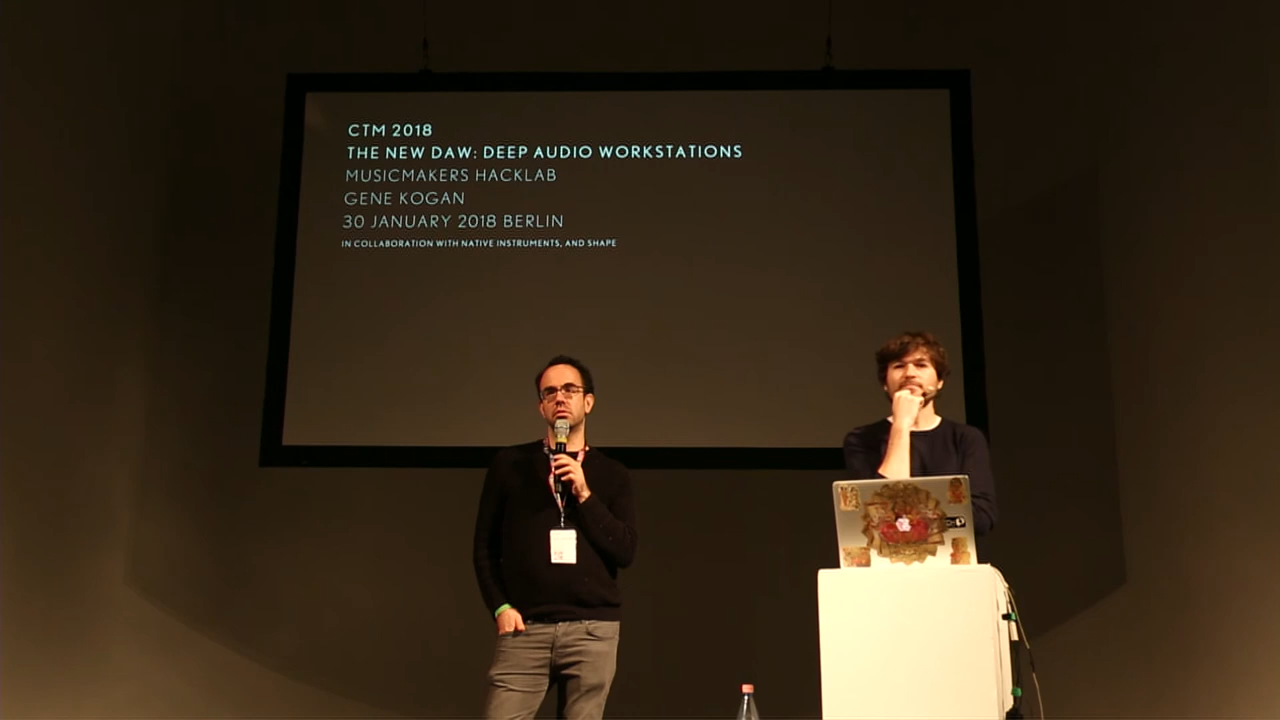 CTM 2018
THE NEW DAW: DEEP AUDIO WORKSTATIONS
MUSICMAKERS HACKLAB
GENE KOGAN
30 JANUARY 2018 BERLIN
IN COLLABORATION WITH NATIVE INSTRUMENTS, AND SHAPE